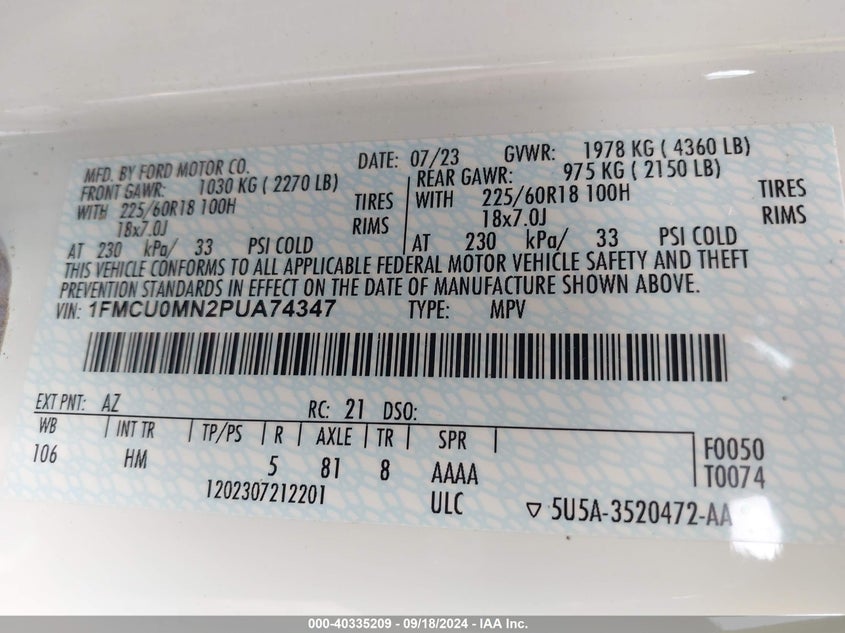 MFD. BY FORD MOTOR CO. DATE: 07/23 GVWR: 1978 KG ( 4360 LB)
FRONT GAWR: 1030 KG ( 2270 LB) REAR GAWR: 975 KG ( 2150 LB)
WITH 225/60R18 100H TIRES WITH 225/60R18 100H TIRES
18x7.0J RIMS 18x7.0J RIMS
AT 230 kPa/ 33 PSI COLD AT 230 kPa/ 33 PSI COLD
THIS VEHICLE CONFORMS TO ALL APPLICABLE FEDERAL MOTOR VEHICLE SAFETY AND THEFT
PREVENTION STANDARDS IN EFFECT ON THE DATE OF MANUFACTURE SHOWN ABOVE.
VIN: 1FMCU0MN2PUA74347 TYPE: MPV
EXT PNT: AZ RC: 21 DSO:
WB INT TR TP/PS R AXLE TR SPR F0050
106 HM 5 81 8 AAAA T0074
1202307212201 ULC 5U5A-3520472-AA
000-40335209 - 09/18/2024 - IAA Inc.